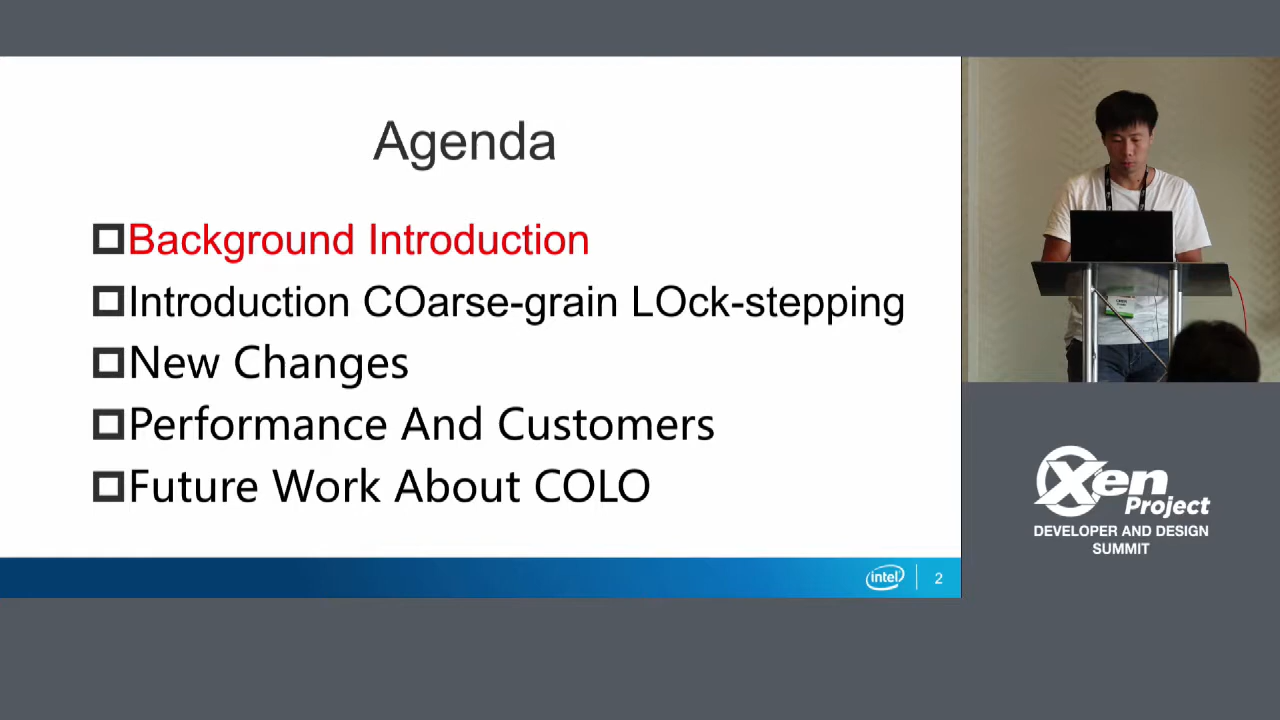 Agenda
Background Introduction
Introduction COarse-grain LOck-stepping
New Changes
Performance And Customers
Future Work About COLO
intel
2
Xen
Project
DEVELOPER AND DESIGN
SUMMIT